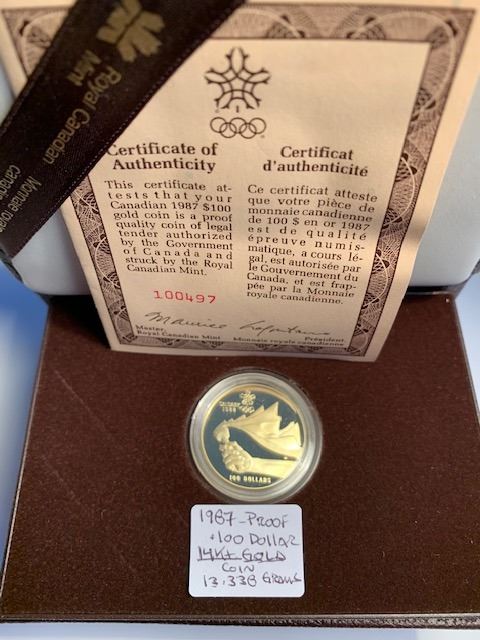 Royal Canadian
Mint
Monnaie royale
canadienne
Certificate of
Authenticity
This certificate at-
tests that your
Canadian 1987 $100
gold coin is a proof
quality coin of legal
tender authorized
by the Government
of Canada and
struck by the Royal
Canadian Mint.
Certificat
d'authenticité
Ce certificat atteste
que votre pièce de
monnaie canadienne
de 100 $ en or 1987
est de qualité
épreuve numis-
matique, a cours lé-
gal, est autorisée par
le Gouvernement du
Canada, et est frap-
pée par la Monnaie
royale canadienne.
100497
Master,
Royal Canadian Mint
Président,
Monnaie royale canadienne
CALGARY
1988
100 DOLLARS
1987-PROOF
100 DOLLAR
14Kt GOLD
COIN
13.338 GRAMS